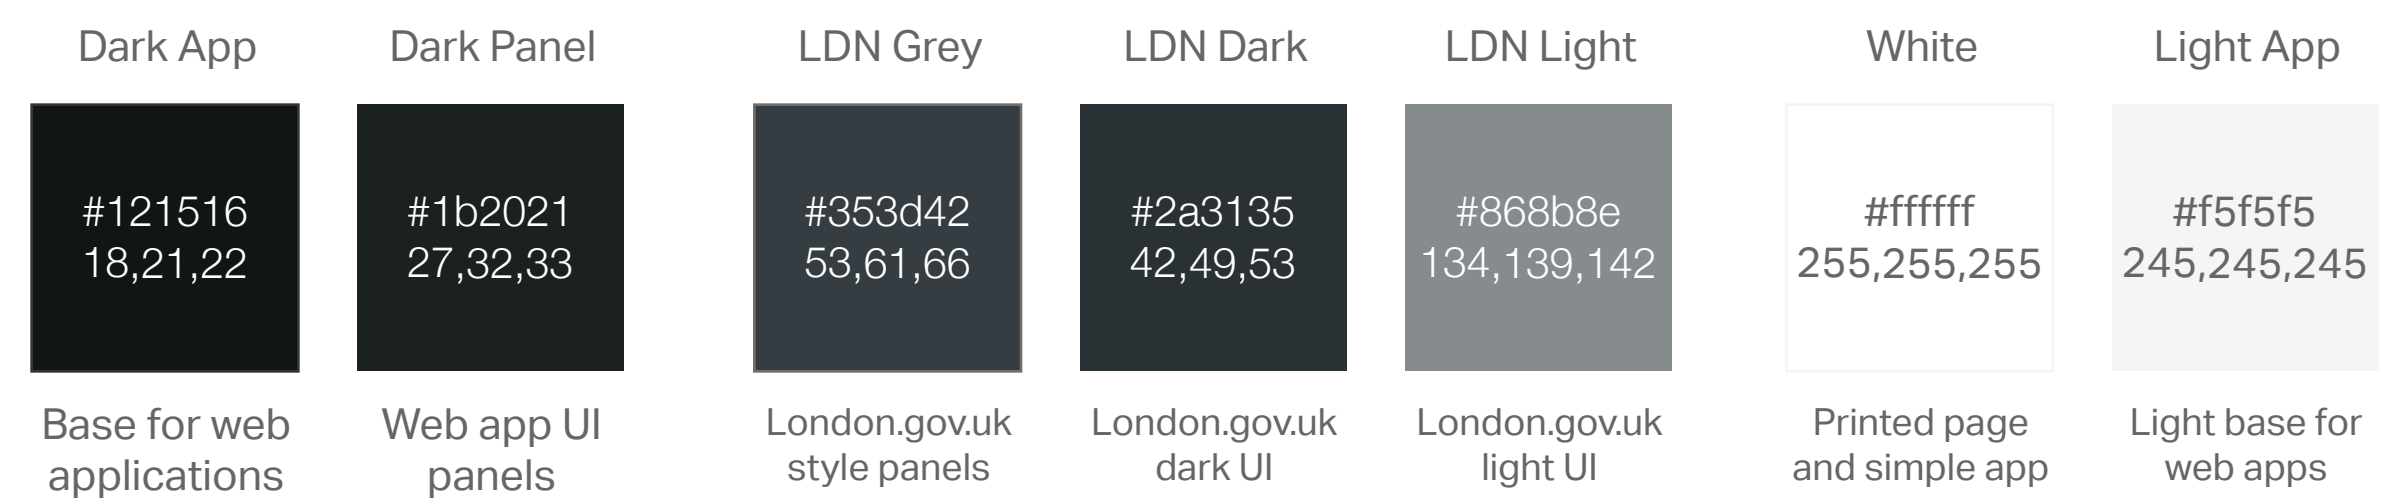 Dark App
#121516
18,21,22
Base for web
applications
Dark Panel
#1b2021
27,32,33
Web app UI
panels
LDN Grey
#353d42
53,61,66
London.gov.uk
style panels
LDN Dark
#2a3135
42,49,53
London.gov.uk
dark UI
LDN Light
#868b8e
134,139,142
London.gov.uk
light UI
White
#ffffff
255,255,255
Printed page
and simple app
Light App
#f5f5f5
245,245,245
Light base for
web apps